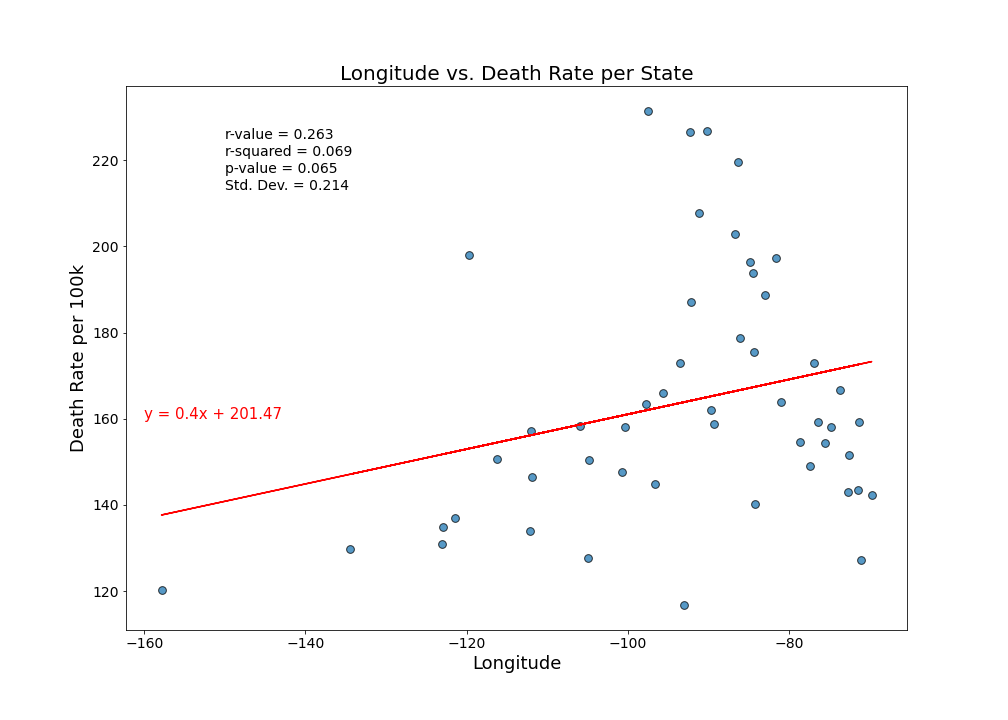 Longitude vs. Death Rate per State
r-value = 0.263
r-squared = 0.069
p-value = 0.065
Std. Dev. = 0.214
y = 0.4x + 201.47
Death Rate per 100k
220
200
180
160
140
120
−160
−140
−120
−100
−80
Longitude